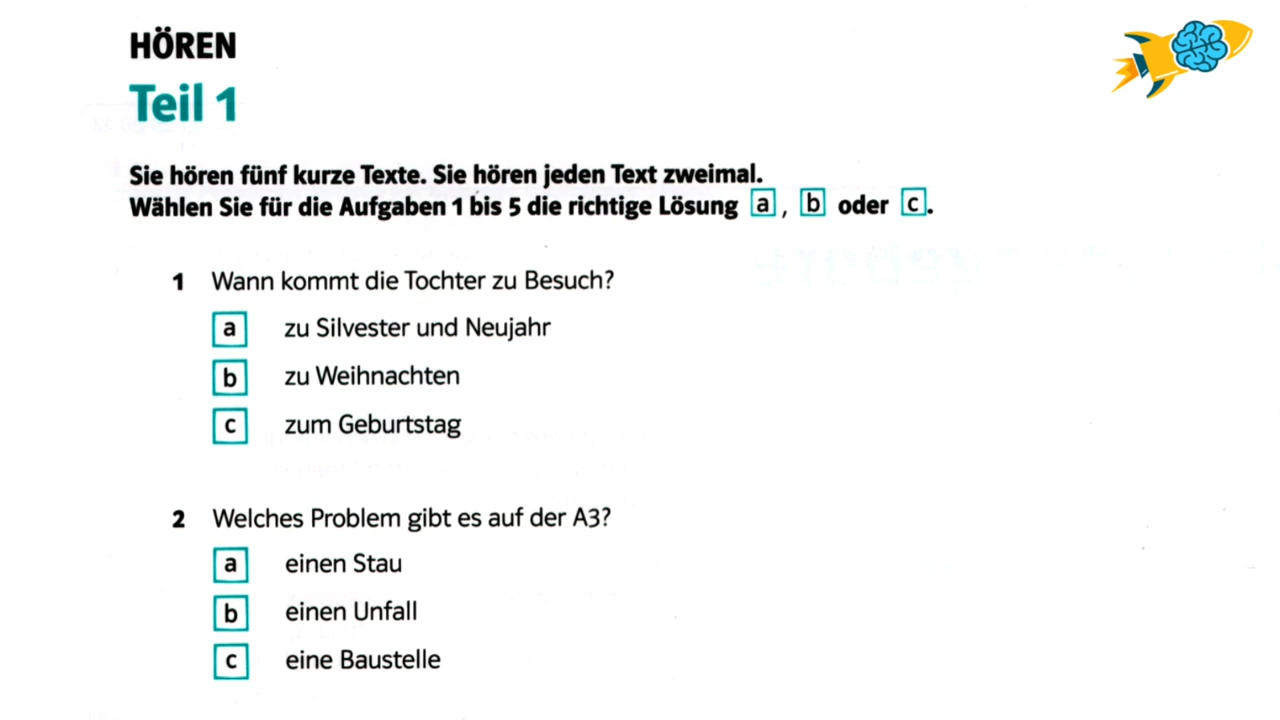 HÖREN
Teil 1
Sie hören fünf kurze Texte. Sie hören jeden Text zweimal.
Wählen Sie für die Aufgaben 1 bis 5 die richtige Lösung a , b oder c .
1 Wann kommt die Tochter zu Besuch?
a zu Silvester und Neujahr
b zu Weihnachten
c zum Geburtstag
2 Welches Problem gibt es auf der A3?
a einen Stau
b einen Unfall
c eine Baustelle